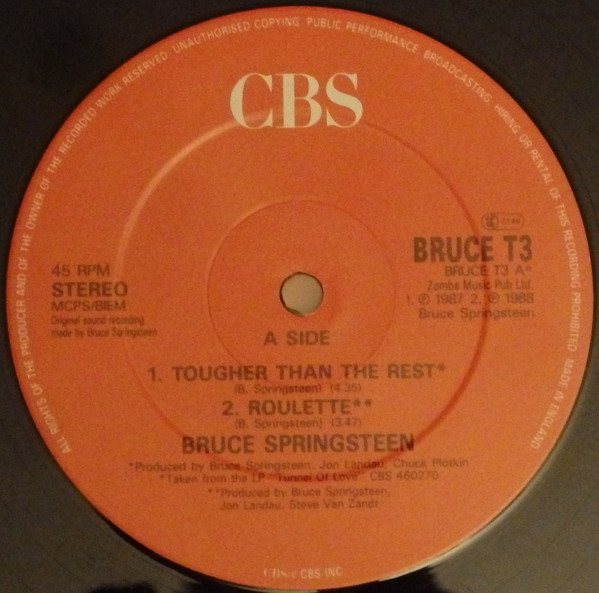 ALL RIGHTS OF THE PRODUCER AND OF THE OWNER OF THE RECORDED WORK RESERVED. UNAUTHORISED COPYING. PUBLIC PERFORMANCE. BROADCASTING. HIRING OR RENTAL OF THIS RECORDING PROHIBITED MADE IN ENGLAND
CBS
45 RPM
STEREO
MCPS/BIEM
Original sound recording
made by Bruce Springsteen
BRUCE T3
BRUCE T3 A*
Zomba Music Pub Ltd.
1. ℗ 1987 2. ℗ 1988
Bruce Springsteen
A SIDE
1. TOUGHER THAN THE REST*
(B. Springsteen) (4.35)
2. ROULETTE**
(B. Springsteen) (3.47)
BRUCE SPRINGSTEEN
*Produced by Bruce Springsteen, Jon Landau, Chuck Plotkin
*Taken from the LP "Tunnel Of Love" CBS 460270
**Produced by Bruce Springsteen,
Jon Landau, Steve Van Zandt
CBS CBS INC